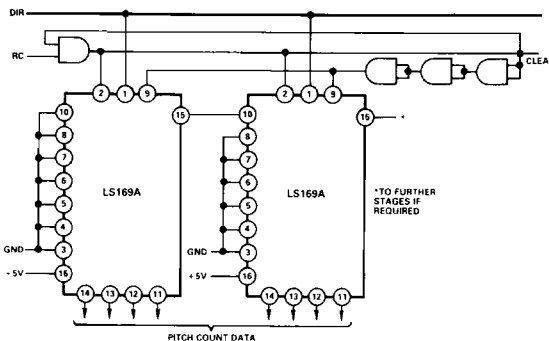 DIR
RC
CLEA
2 1 9 2 1 9
10 15 10 15 *
8 8
7 7
6 LS169A 6 LS169A *TO FURTHER
5 5 STAGES IF
4 4 REQUIRED
GND 3 GND 3
+5V 16 +5V 16
14 13 12 11 14 13 12 11
PITCH COUNT DATA